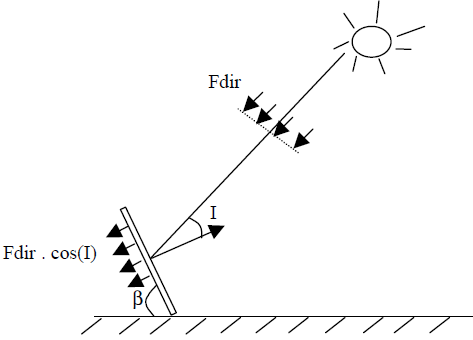 Fdir
I
Fdir . cos(I)
β